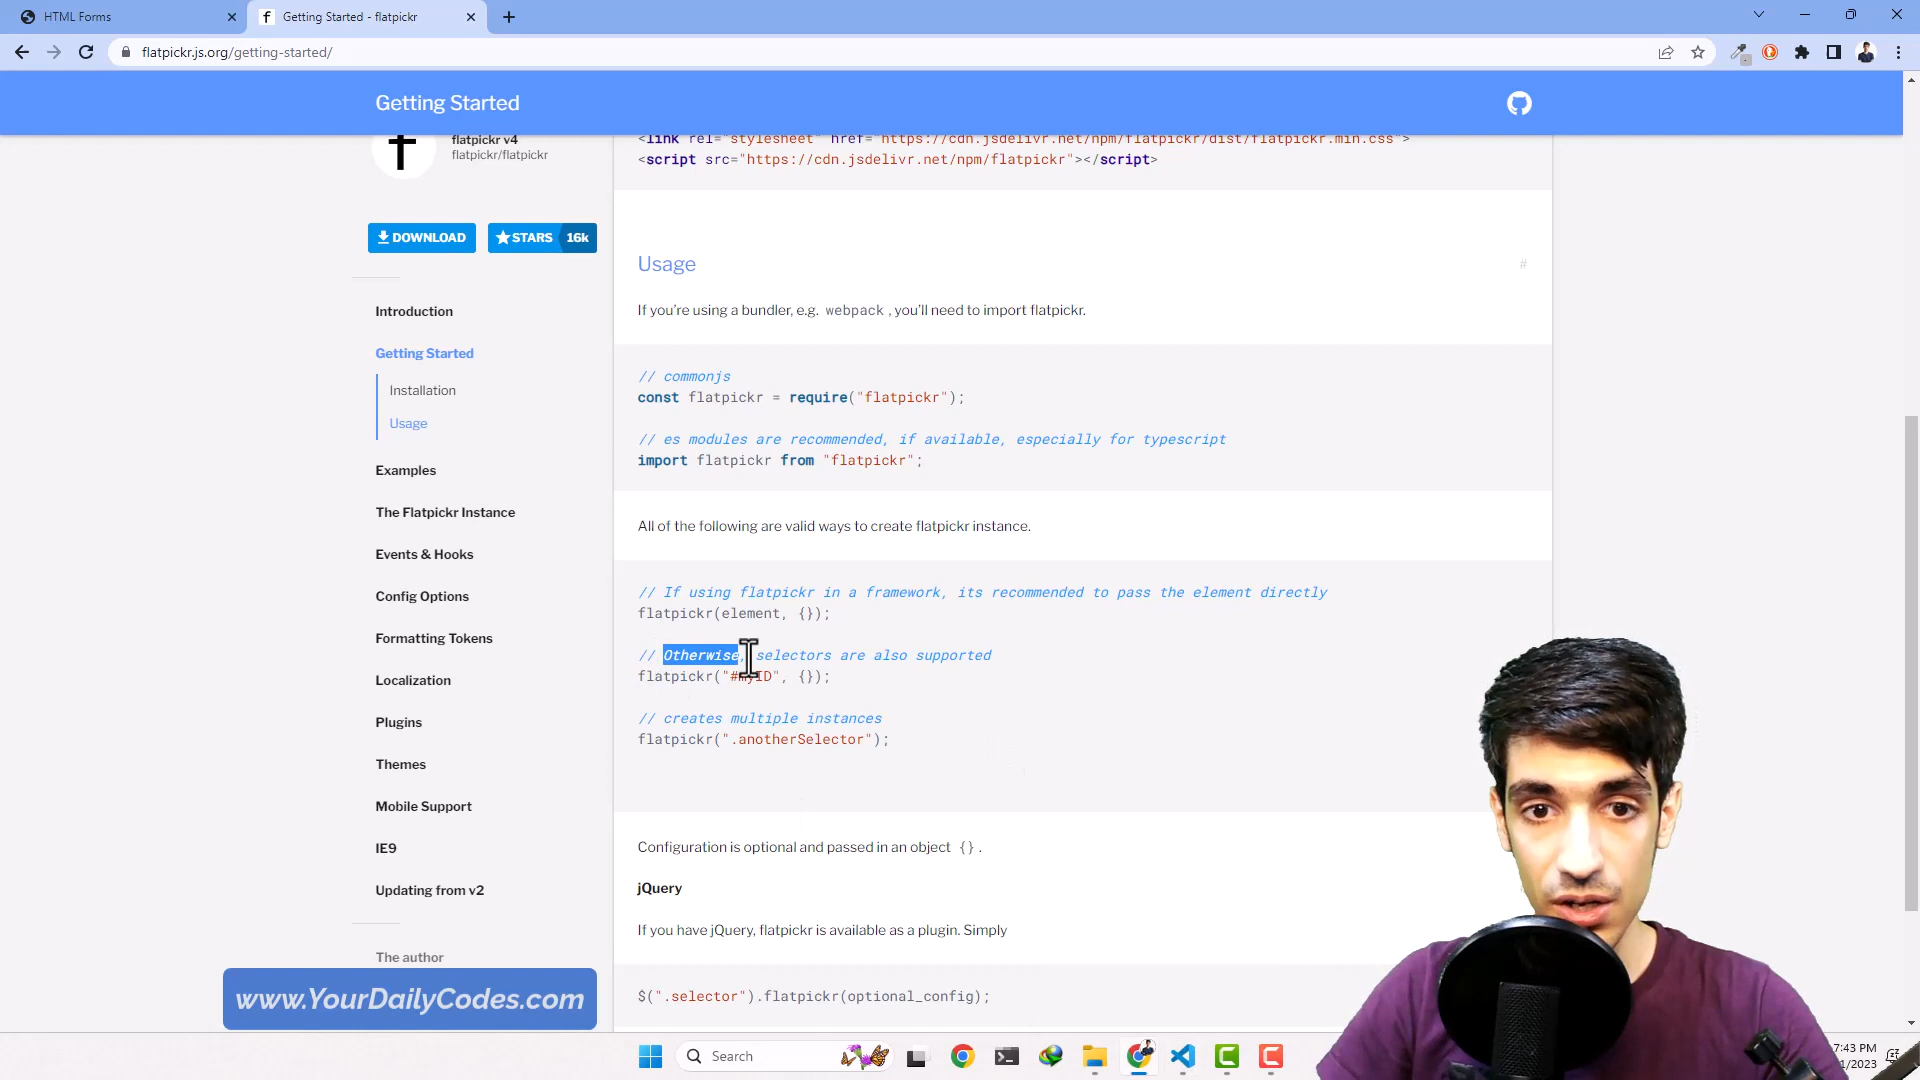 HTML Forms
Getting Started - flatpickr
flatpickr.js.org/getting-started/
Getting Started
flatpickr v4
flatpickr/flatpickr
DOWNLOAD
STARS 16k
Introduction
Getting Started
Installation
Usage
Examples
The Flatpickr Instance
Events & Hooks
Config Options
Formatting Tokens
Localization
Plugins
Themes
Mobile Support
IE9
Updating from v2
The author
www.YourDailyCodes.com
<link rel="stylesheet" href="https://cdn.jsdelivr.net/npm/flatpickr/dist/flatpickr.min.css">
<script src="https://cdn.jsdelivr.net/npm/flatpickr"></script>
Usage
#
If you're using a bundler, e.g. webpack , you'll need to import flatpickr.
// commonjs
const flatpickr = require("flatpickr");
// es modules are recommended, if available, especially for typescript
import flatpickr from "flatpickr";
All of the following are valid ways to create flatpickr instance.
// If using flatpickr in a framework, its recommended to pass the element directly
flatpickr(element, {});
// Otherwise, selectors are also supported
flatpickr("#myID", {});
// creates multiple instances
flatpickr(".anotherSelector");
Configuration is optional and passed in an object {} .
jQuery
If you have jQuery, flatpickr is available as a plugin. Simply
$(".selector").flatpickr(optional_config);
Search
7:43 PM
1/2023